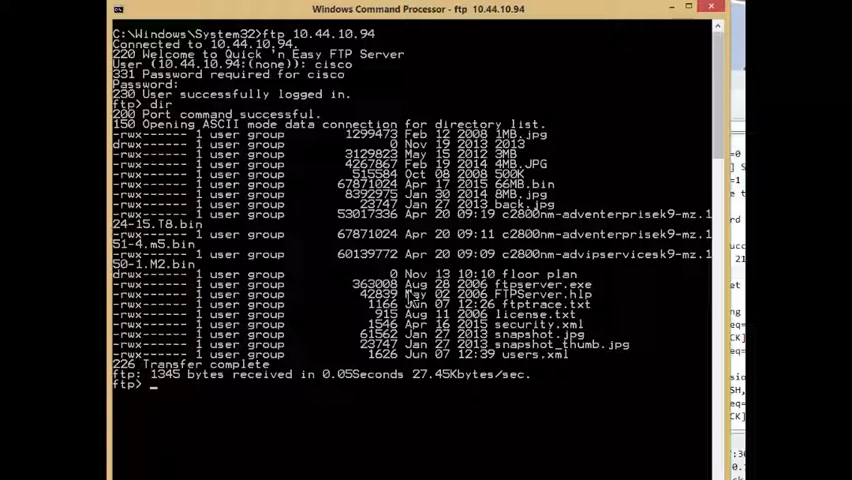 Windows Command Processor - ftp 10.44.10.94
C:\Windows\System32>ftp 10.44.10.94
Connected to 10.44.10.94.
220 Welcome to Quick 'n Easy FTP Server
User (10.44.10.94:(none)): cisco
331 Password required for cisco
Password:
230 User successfully logged in.
ftp> dir
200 Port command successful.
150 Opening ASCII mode data connection for directory list.
-rwx------ 1 user group 1299473 Feb 12 2008 1MB.jpg
drwx------ 1 user group 0 Nov 19 2013 2013
-rwx------ 1 user group 3129823 May 15 2012 3MB
-rwx------ 1 user group 4267867 Feb 19 2014 4MB.JPG
-rwx------ 1 user group 515584 Oct 08 2008 500K
-rwx------ 1 user group 67871024 Apr 17 2015 66MB.bin
-rwx------ 1 user group 8392975 Jan 30 2014 8MB.jpg
-rwx------ 1 user group 23747 Jan 27 2013 back.jpg
-rwx------ 1 user group 53017336 Apr 20 09:19 c2800nm-adventerprisek9-mz.1
24-15.T8.bin
-rwx------ 1 user group 67871024 Apr 20 09:11 c2800nm-adventerprisek9-mz.1
51-4.m5.bin
-rwx------ 1 user group 60139772 Apr 20 09:09 c2800nm-advipservicesk9-mz.1
50-1.M2.bin
drwx------ 1 user group 0 Nov 13 10:10 floor plan
-rwx------ 1 user group 363008 Aug 28 2006 ftpserver.exe
-rwx------ 1 user group 42839 May 02 2006 FTPServer.hlp
-rwx------ 1 user group 1166 Jun 07 12:26 ftptrace.txt
-rwx------ 1 user group 915 Aug 11 2006 license.txt
-rwx------ 1 user group 1546 Apr 16 2015 security.xml
-rwx------ 1 user group 61562 Jan 27 2013 snapshot.jpg
-rwx------ 1 user group 23747 Jan 27 2013 snapshot_thumb.jpg
-rwx------ 1 user group 1626 Jun 07 12:39 users.xml
226 Transfer complete
ftp: 1345 bytes received in 0.05Seconds 27.45Kbytes/sec.
ftp> _